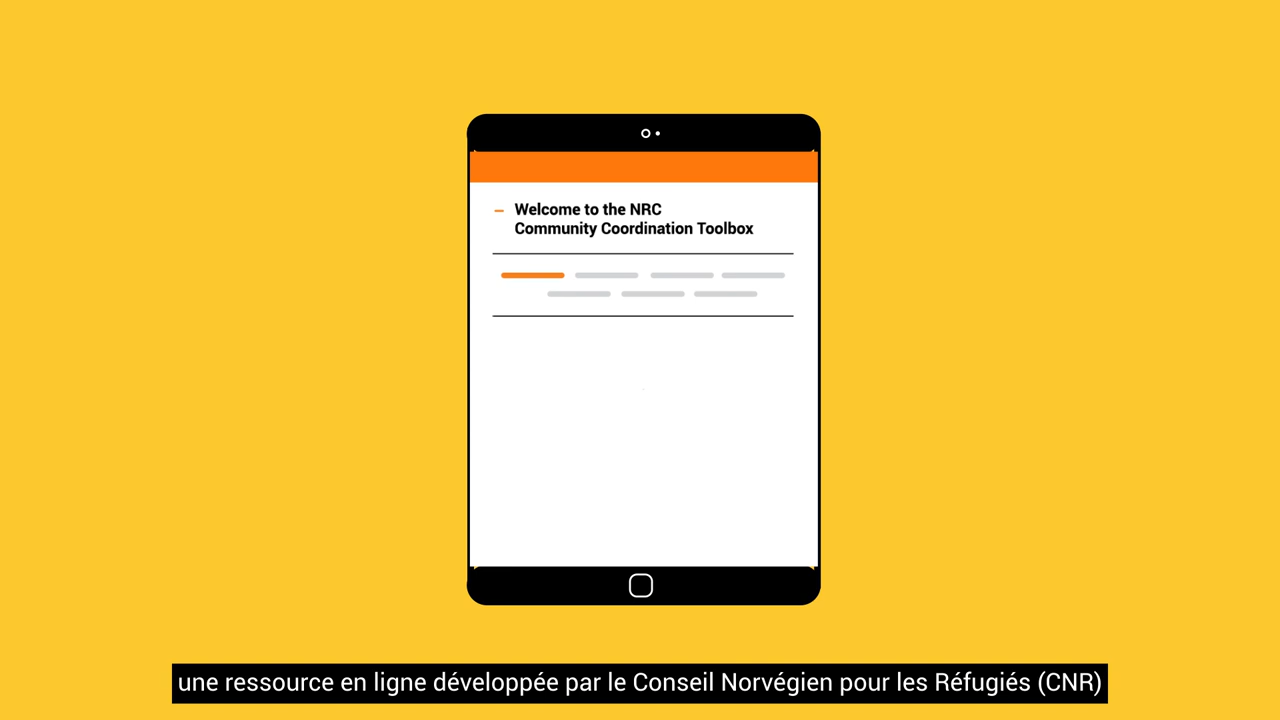 Welcome to the NRC
Community Coordination Toolbox
une ressource en ligne développée par le Conseil Norvégien pour les Réfugiés (CNR)